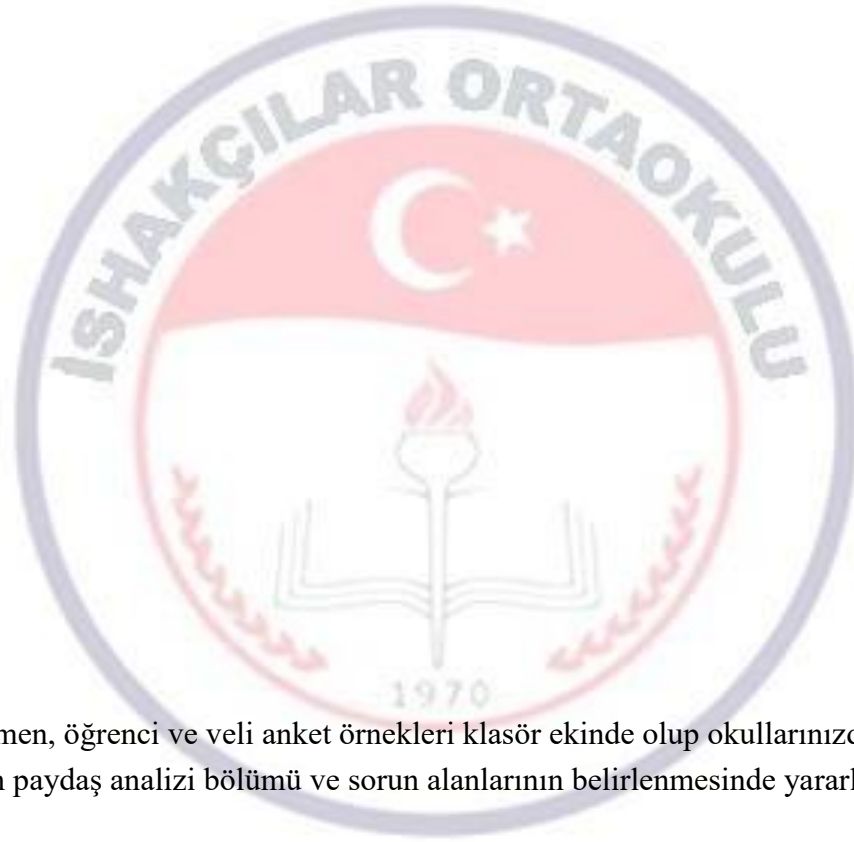 İSHAKÇILAR ORTAOKULU
1970
men, öğrenci ve veli anket örnekleri klasör ekinde olup okullarınızd
n paydaş analizi bölümü ve sorun alanlarının belirlenmesinde yararl